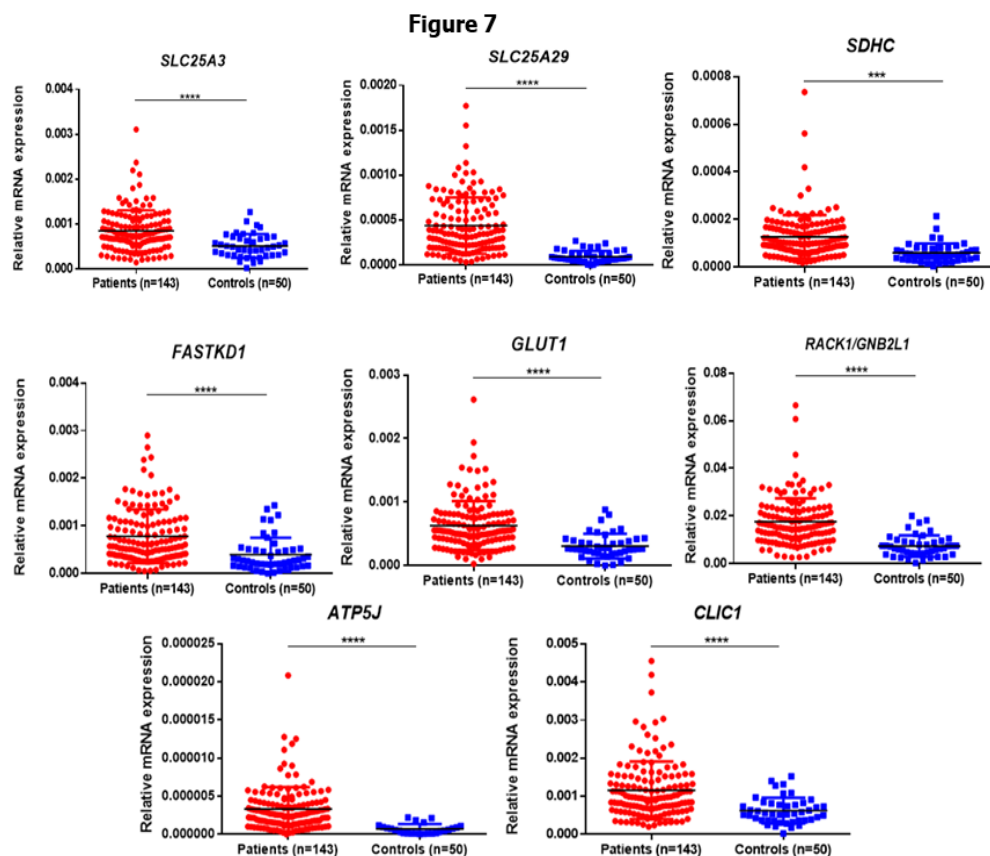 Figure 7
SLC25A3
Relative mRNA expression
0.004
0.003
0.002
0.001
0.000
****
Patients (n=143)
Controls (n=50)
SLC25A29
Relative mRNA expression
0.0020
0.0015
0.0010
0.0005
0.0000
****
Patients (n=143)
Controls (n=50)
SDHC
Relative mRNA expression
0.0008
0.0006
0.0004
0.0002
0.0000
***
Patients (n=143)
Controls (n=50)
FASTKD1
Relative mRNA expression
0.004
0.003
0.002
0.001
0.000
****
Patients (n=143)
Controls (n=50)
GLUT1
Relative mRNA expression
0.003
0.002
0.001
0.000
****
Patients (n=143)
Controls (n=50)
RACK1/GNB2L1
Relative mRNA expression
0.08
0.06
0.04
0.02
0.00
****
Patients (n=143)
Controls (n=50)
ATP5J
Relative mRNA expression
0.000025
0.000020
0.000015
0.000010
0.000005
0.000000
****
Patients (n=143)
Controls (n=50)
CLIC1
Relative mRNA expression
0.005
0.004
0.003
0.002
0.001
0.000
****
Patients (n=143)
Controls (n=50)